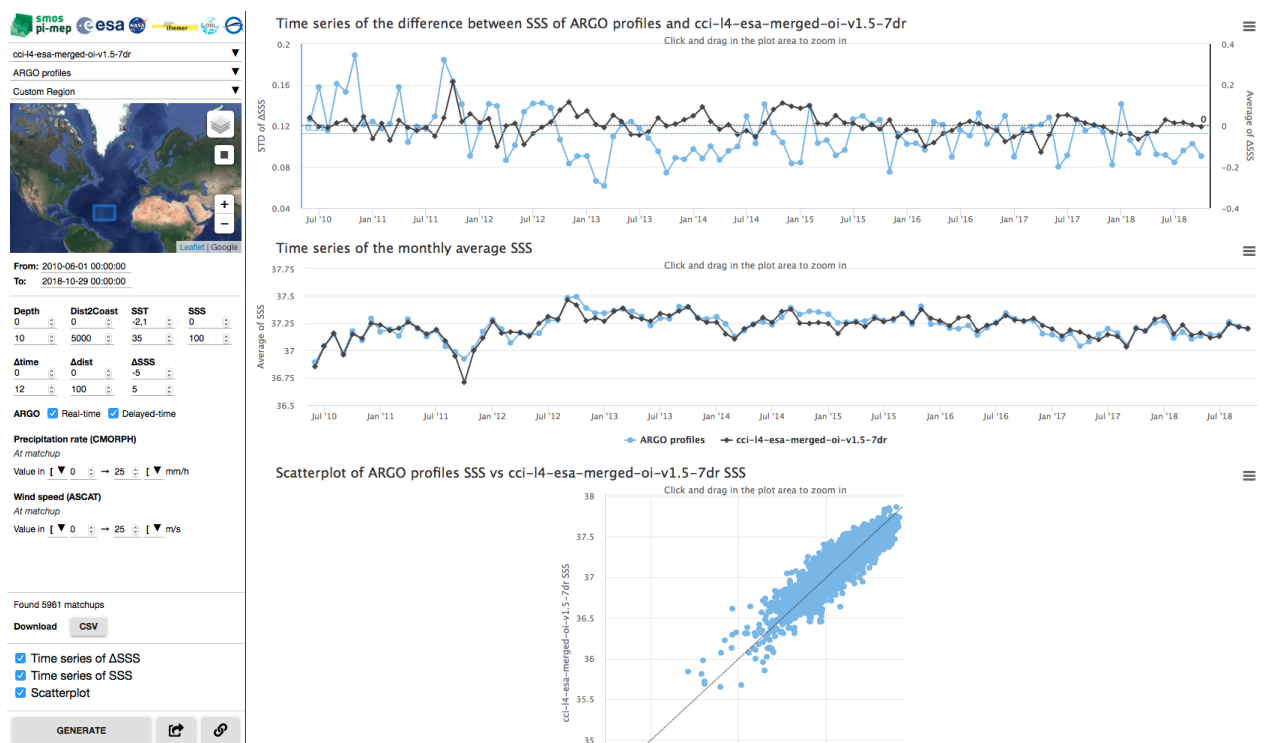 smos
pi-mep
esa
NASA
ifremer
cci-l4-esa-merged-oi-v1.5-7dr ▼
ARGO profiles ▼
Custom Region ▼
+
−
Leaflet | Google
From: 2010-06-01 00:00:00
To: 2018-10-29 00:00:00
Depth Dist2Coast SST SSS
0 0 -2,1 0
10 5000 35 100
Δtime Δdist ΔSSS
0 0 -5
12 100 5
ARGO Real-time Delayed-time
Precipitation rate (CMORPH)
At matchup
Value in [ ▼ 0 → 25 [ ▼ mm/h
Wind speed (ASCAT)
At matchup
Value in [ ▼ 0 → 25 [ ▼ m/s
Found 5961 matchups
Download CSV
Time series of ΔSSS
Time series of SSS
Scatterplot
GENERATE
Time series of the difference between SSS of ARGO profiles and cci-l4-esa-merged-oi-v1.5-7dr
Click and drag in the plot area to zoom in
STD of ΔSSS
0.2
0.16
0.12
0.08
0.04
Average of ΔSSS
0.4
0.2
0
−0.2
−0.4
0
Jul '10 Jan '11 Jul '11 Jan '12 Jul '12 Jan '13 Jul '13 Jan '14 Jul '14 Jan '15 Jul '15 Jan '16 Jul '16 Jan '17 Jul '17 Jan '18 Jul '18
Time series of the monthly average SSS
Click and drag in the plot area to zoom in
Average of SSS
37.75
37.5
37.25
37
36.75
36.5
Jul '10 Jan '11 Jul '11 Jan '12 Jul '12 Jan '13 Jul '13 Jan '14 Jul '14 Jan '15 Jul '15 Jan '16 Jul '16 Jan '17 Jul '17 Jan '18 Jul '18
ARGO profiles cci-l4-esa-merged-oi-v1.5-7dr
Scatterplot of ARGO profiles SSS vs cci-l4-esa-merged-oi-v1.5-7dr SSS
Click and drag in the plot area to zoom in
cci-l4-esa-merged-oi-v1.5-7dr SSS
38
37.5
37
36.5
36
35.5
35